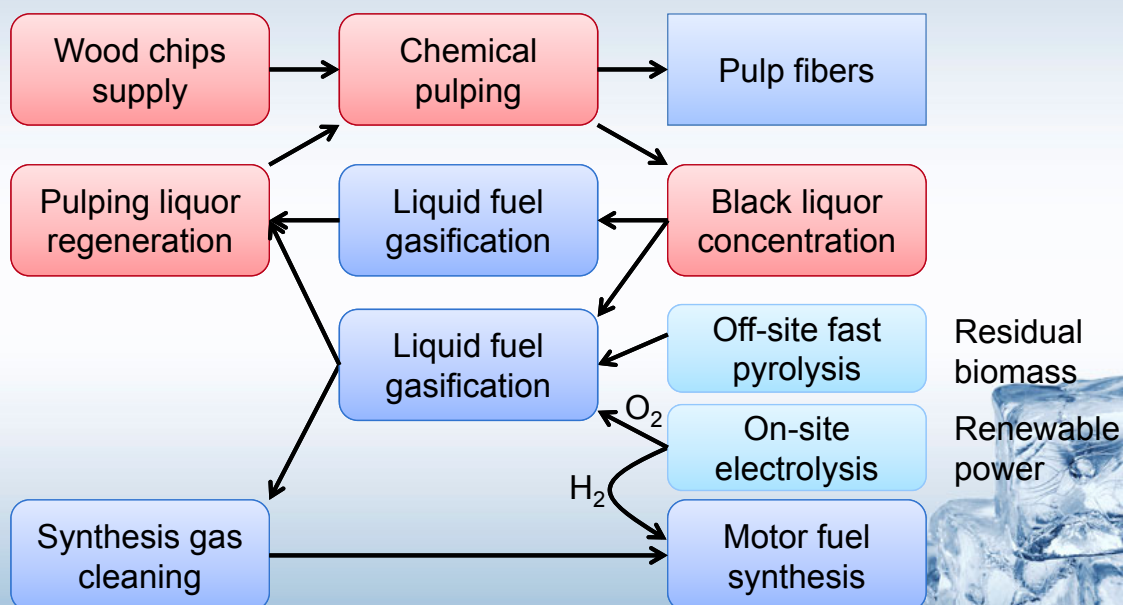 Wood chips
supply
Chemical
pulping
Pulp fibers
Pulping liquor
regeneration
Liquid fuel
gasification
Black liquor
concentration
Liquid fuel
gasification
Off-site fast
pyrolysis
Residual
biomass
O₂
On-site
electrolysis
Renewable
power
H₂
Synthesis gas
cleaning
Motor fuel
synthesis